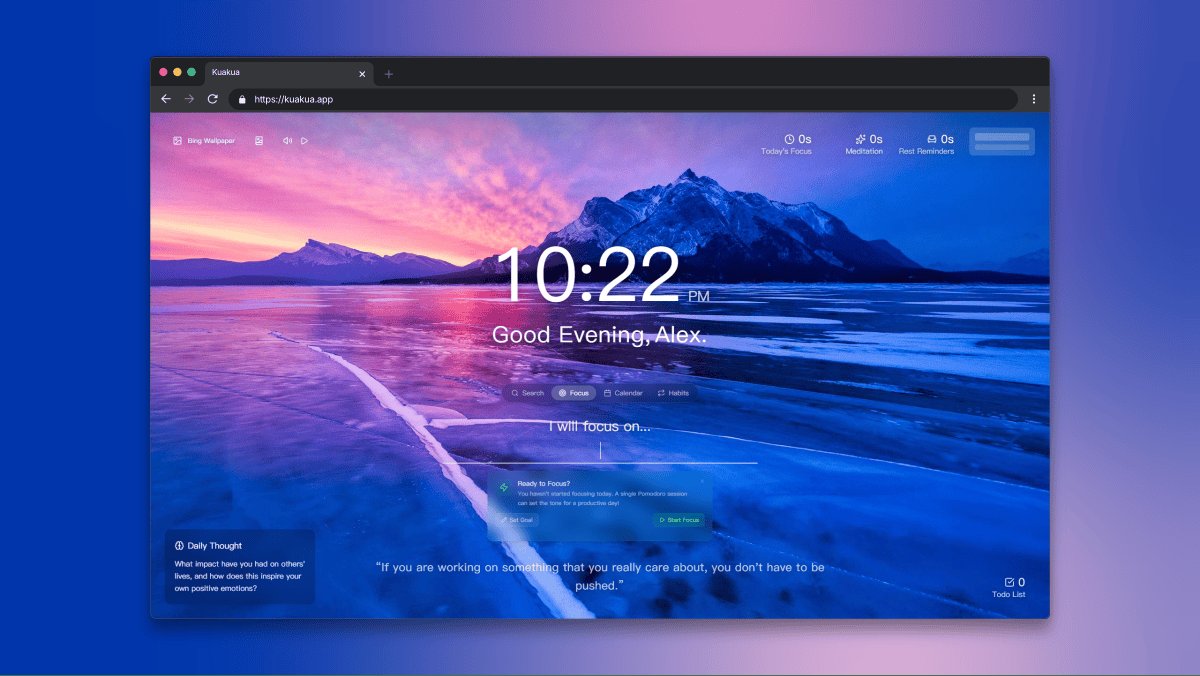 Kuakua
https://kuakua.app
Bing Wallpaper
0s
Today's Focus
0s
Meditation
0s
Rest Reminders
10:22 PM
Good Evening, Alex.
Search
Focus
Calendar
Habits
I will focus on...
Ready to Focus?
You haven't started focusing today. A single Pomodoro session
can set the tone for a productive day!
Set Goal
Start Focus
Daily Thought
What impact have you had on others'
lives, and how does this inspire your
own positive emotions?
“If you are working on something that you really care about, you don’t have to be
pushed.”
0
Todo List